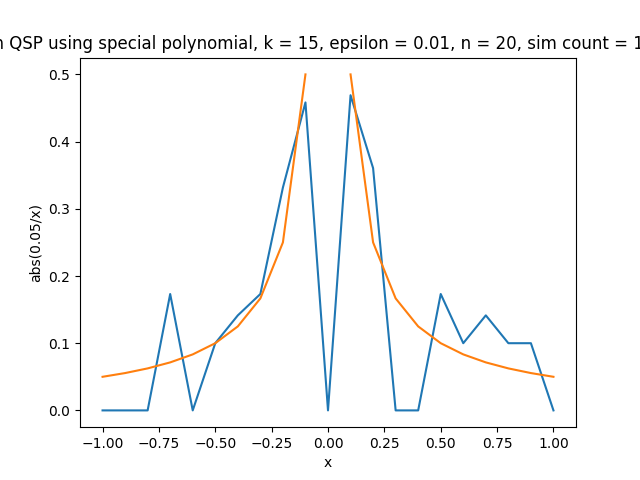 QSP using special polynomial, k = 15, epsilon = 0.01, n = 20, sim count = 1
0.5
0.4
0.3
0.2
0.1
0.0
abs(0.05/x)
−1.00 −0.75 −0.50 −0.25 0.00 0.25 0.50 0.75 1.00
x